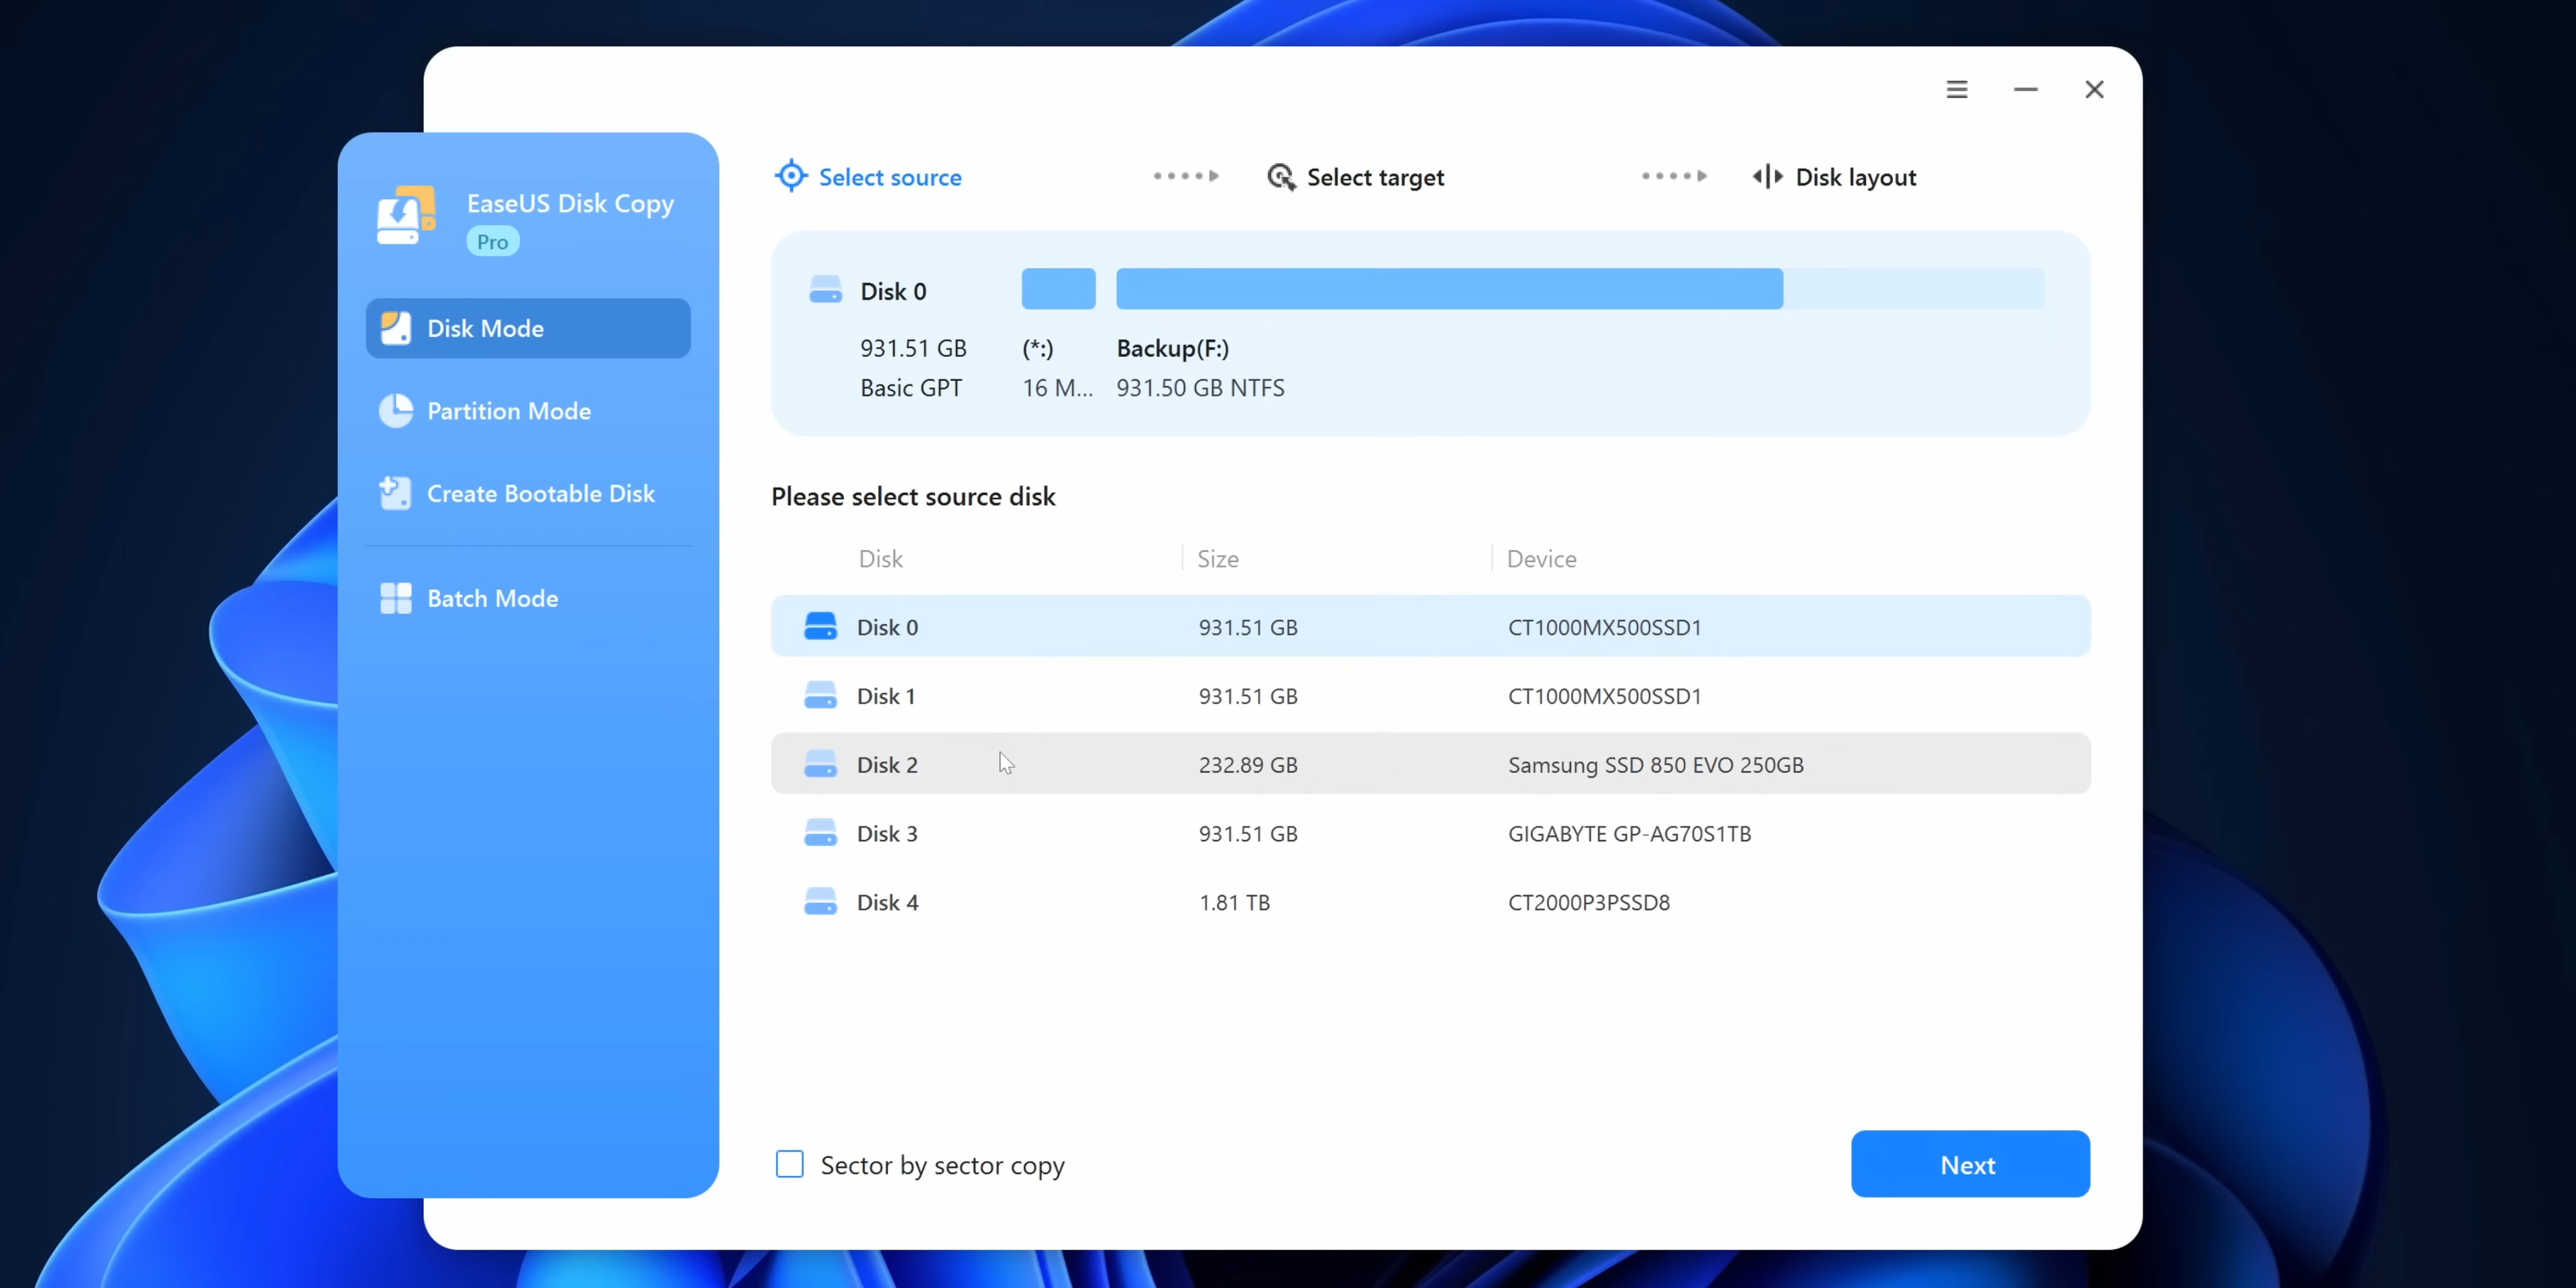 EaseUS Disk Copy
Pro
Disk Mode
Partition Mode
Create Bootable Disk
Batch Mode
Select source
Select target
Disk layout
Disk 0
931.51 GB (*:) Backup(F:)
Basic GPT 16 M... 931.50 GB NTFS
Please select source disk
Disk Size Device
Disk 0 931.51 GB CT1000MX500SSD1
Disk 1 931.51 GB CT1000MX500SSD1
Disk 2 232.89 GB Samsung SSD 850 EVO 250GB
Disk 3 931.51 GB GIGABYTE GP-AG70S1TB
Disk 4 1.81 TB CT2000P3PSSD8
Sector by sector copy
Next